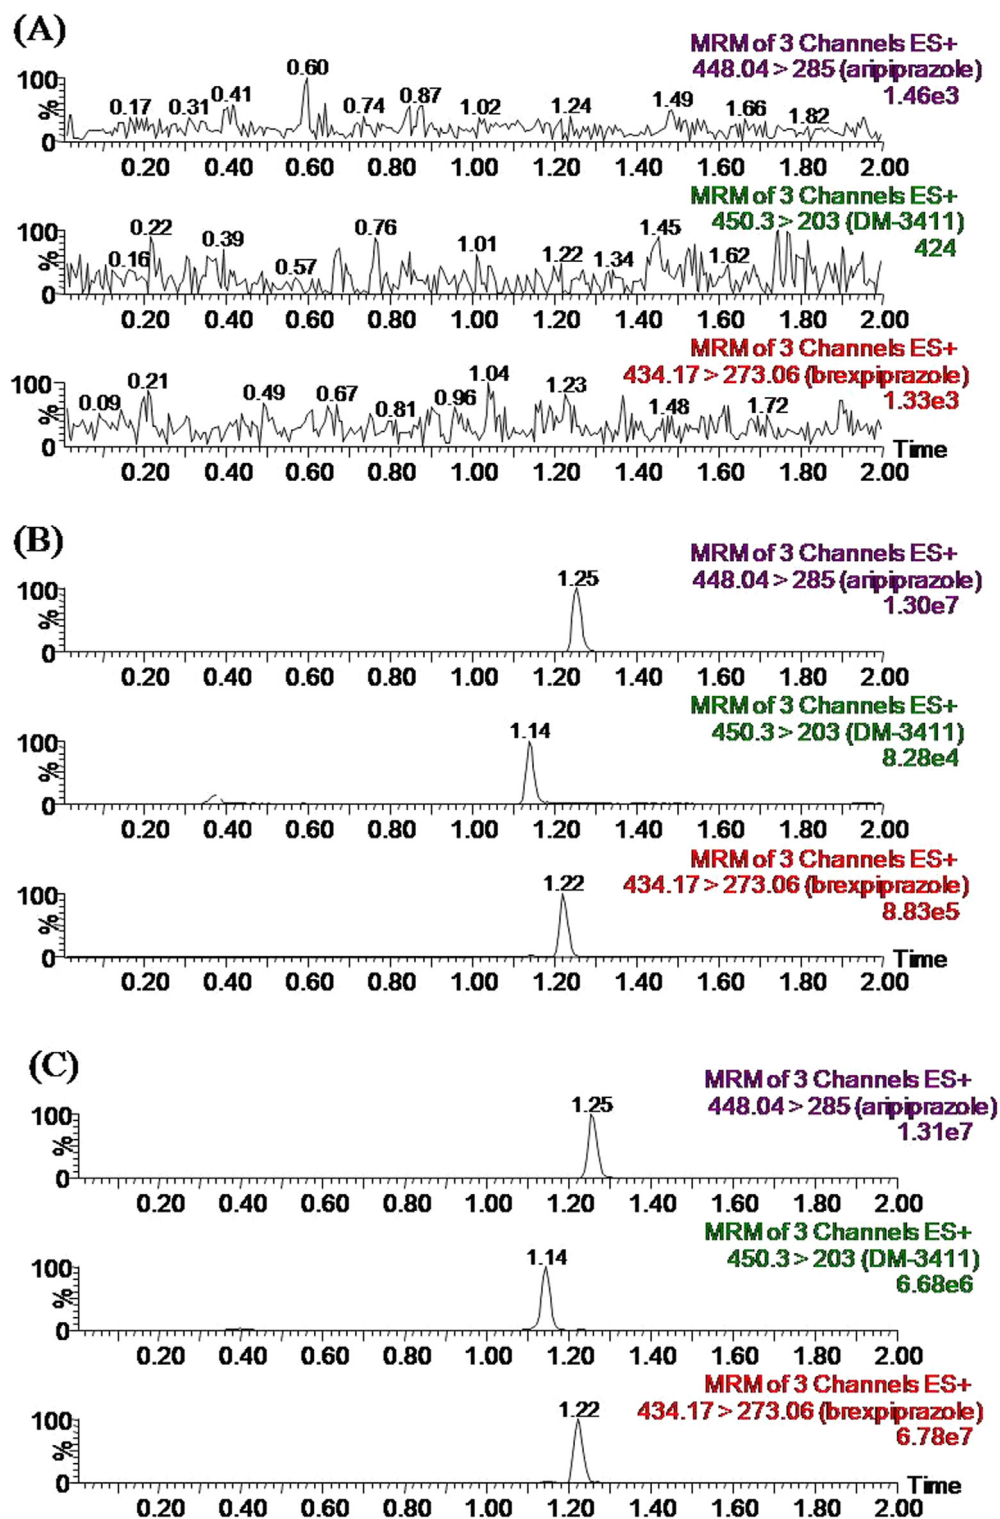 (A)
MRM of 3 Channels ES+
448.04 > 285 (aripiprazole)
1.46e3
100
%
0
0.17 0.31 0.41 0.60 0.74 0.87 1.02 1.24 1.49 1.66 1.82
0.20 0.40 0.60 0.80 1.00 1.20 1.40 1.60 1.80 2.00
MRM of 3 Channels ES+
450.3 > 203 (DM-3411)
424
100
%
0
0.16 0.22 0.39 0.57 0.76 1.01 1.22 1.34 1.45 1.62
0.20 0.40 0.60 0.80 1.00 1.20 1.40 1.60 1.80 2.00
MRM of 3 Channels ES+
434.17 > 273.06 (brexpiprazole)
1.33e3
100
%
0
0.09 0.21 0.49 0.67 0.81 0.96 1.04 1.23 1.48 1.72
Time
0.20 0.40 0.60 0.80 1.00 1.20 1.40 1.60 1.80 2.00
(B)
MRM of 3 Channels ES+
448.04 > 285 (aripiprazole)
1.30e7
1.25
100
%
0
0.20 0.40 0.60 0.80 1.00 1.20 1.40 1.60 1.80 2.00
MRM of 3 Channels ES+
450.3 > 203 (DM-3411)
8.28e4
1.14
100
%
0
0.20 0.40 0.60 0.80 1.00 1.20 1.40 1.60 1.80 2.00
MRM of 3 Channels ES+
434.17 > 273.06 (brexpiprazole)
8.83e5
1.22
100
%
0
Time
0.20 0.40 0.60 0.80 1.00 1.20 1.40 1.60 1.80 2.00
(C)
MRM of 3 Channels ES+
448.04 > 285 (aripiprazole)
1.31e7
1.25
100
%
0
0.20 0.40 0.60 0.80 1.00 1.20 1.40 1.60 1.80 2.00
MRM of 3 Channels ES+
450.3 > 203 (DM-3411)
6.68e6
1.14
100
%
0
0.20 0.40 0.60 0.80 1.00 1.20 1.40 1.60 1.80 2.00
MRM of 3 Channels ES+
434.17 > 273.06 (brexpiprazole)
6.78e7
1.22
100
%
0
Time
0.20 0.40 0.60 0.80 1.00 1.20 1.40 1.60 1.80 2.00